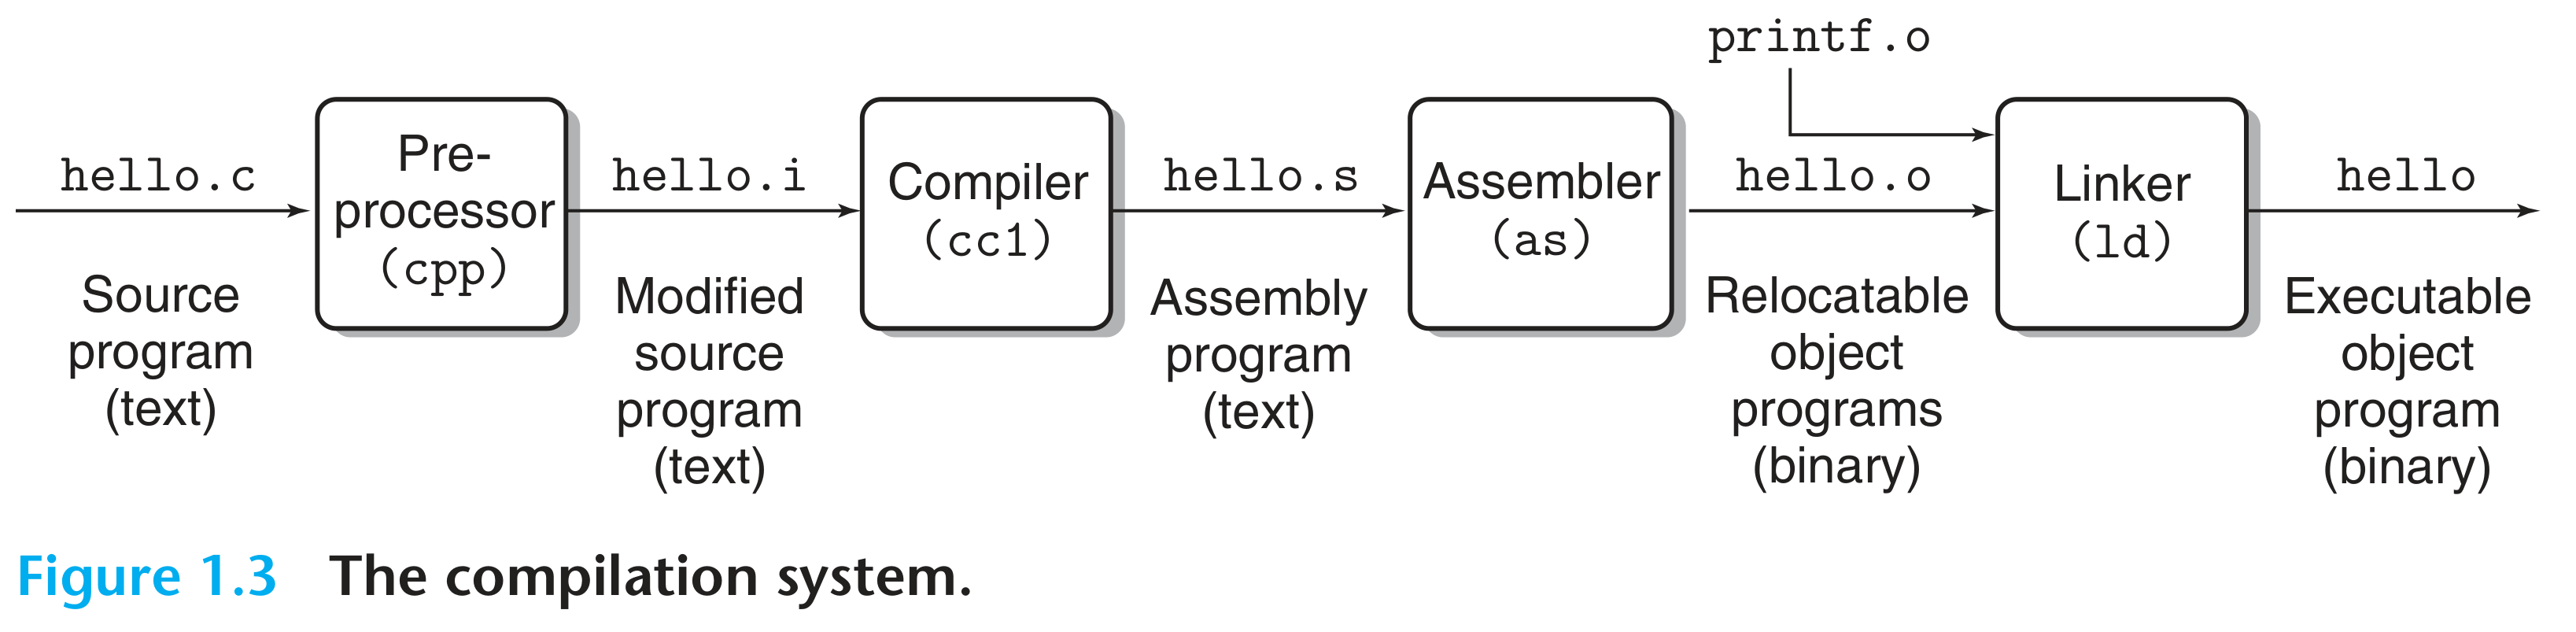 printf.o
hello.c
Pre-
processor
(cpp)
hello.i
Compiler
(cc1)
hello.s
Assembler
(as)
hello.o
Linker
(ld)
hello
Source
program
(text)
Modified
source
program
(text)
Assembly
program
(text)
Relocatable
object
programs
(binary)
Executable
object
program
(binary)
Figure 1.3 The compilation system.